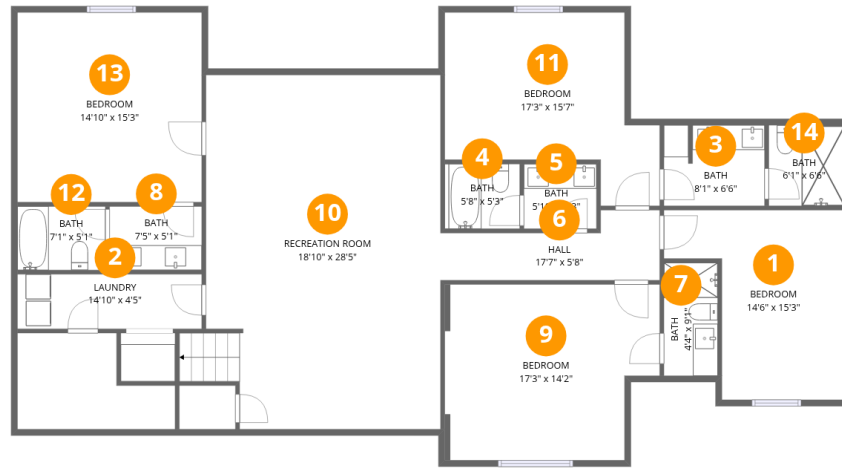 13
BEDROOM
14'10" x 15'3"
11
BEDROOM
17'3" x 15'7"
3
BATH
8'1" x 6'6"
14
BATH
6'1" x 6'6"
4
BATH
5'8" x 5'3"
5
BATH
12
BATH
7'1" x 5'1"
8
BATH
7'5" x 5'1"
10
RECREATION ROOM
18'10" x 28'5"
6
HALL
17'7" x 5'8"
2
LAUNDRY
14'10" x 4'5"
7
BATH
4'4" x 9'1"
1
BEDROOM
14'6" x 15'3"
9
BEDROOM
17'3" x 14'2"